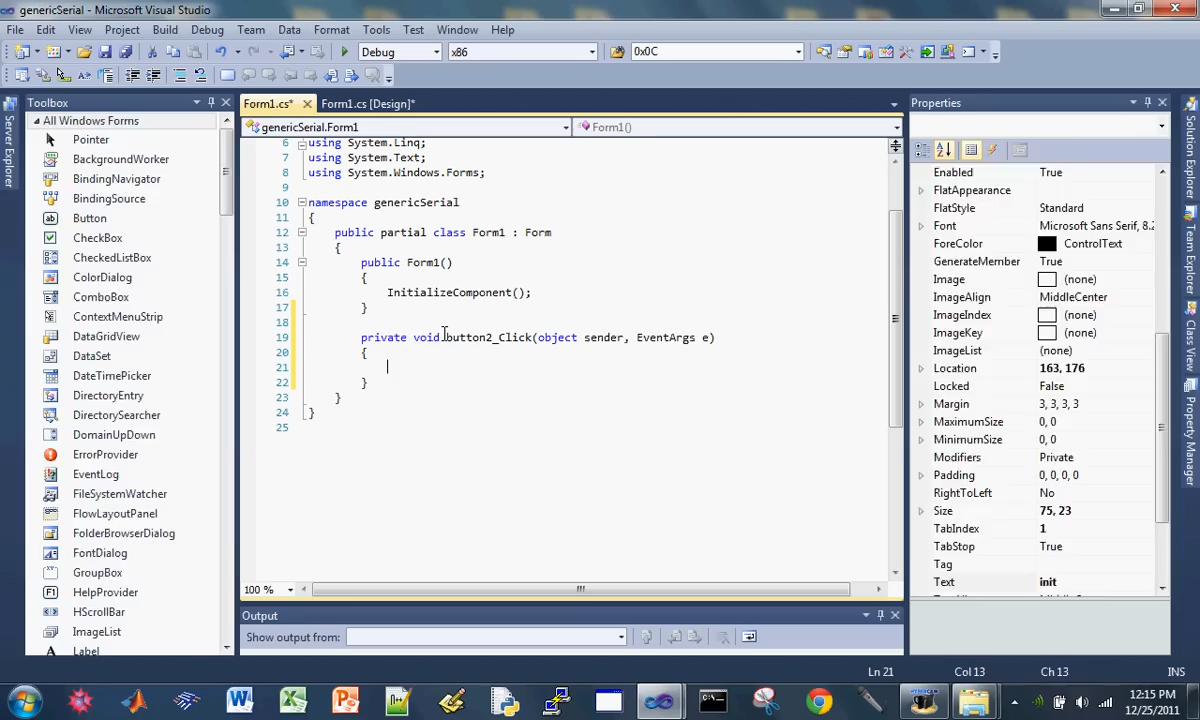 genericSerial - Microsoft Visual Studio
File Edit View Project Build Debug Team Data Format Tools Test Window Help
Debug x86 0x0C
Toolbox
Form1.cs* Form1.cs [Design]*
Properties
Server Explorer
All Windows Forms
Pointer
BackgroundWorker
BindingNavigator
BindingSource
Button
CheckBox
CheckedListBox
ColorDialog
ComboBox
ContextMenuStrip
DataGridView
DataSet
DateTimePicker
DirectoryEntry
DirectorySearcher
DomainUpDown
ErrorProvider
EventLog
FileSystemWatcher
FlowLayoutPanel
FolderBrowserDialog
FontDialog
GroupBox
HelpProvider
HScrollBar
ImageList
Label
genericSerial.Form1 Form1()
6 using System.Linq;
7 using System.Text;
8 using System.Windows.Forms;
9
10 namespace genericSerial
11 {
12 public partial class Form1 : Form
13 {
14 public Form1()
15 {
16 InitializeComponent();
17 }
18
19 private void button2_Click(object sender, EventArgs e)
20 {
21
22 }
23 }
24 }
25
100 %
Output
Show output from:
Enabled True
FlatAppearance
FlatStyle Standard
Font Microsoft Sans Serif, 8.2
ForeColor ControlText
GenerateMember True
Image (none)
ImageAlign MiddleCenter
ImageIndex (none)
ImageKey (none)
ImageList (none)
Location 163, 176
Locked False
Margin 3, 3, 3, 3
MaximumSize 0, 0
MinimumSize 0, 0
Modifiers Private
Padding 0, 0, 0, 0
RightToLeft No
Size 75, 23
TabIndex 1
TabStop True
Tag
Text init
Solution Explorer
Team Explorer
Properties
Macro Explorer
Ln 21 Col 13 Ch 13
12:15 PM
12/25/2011